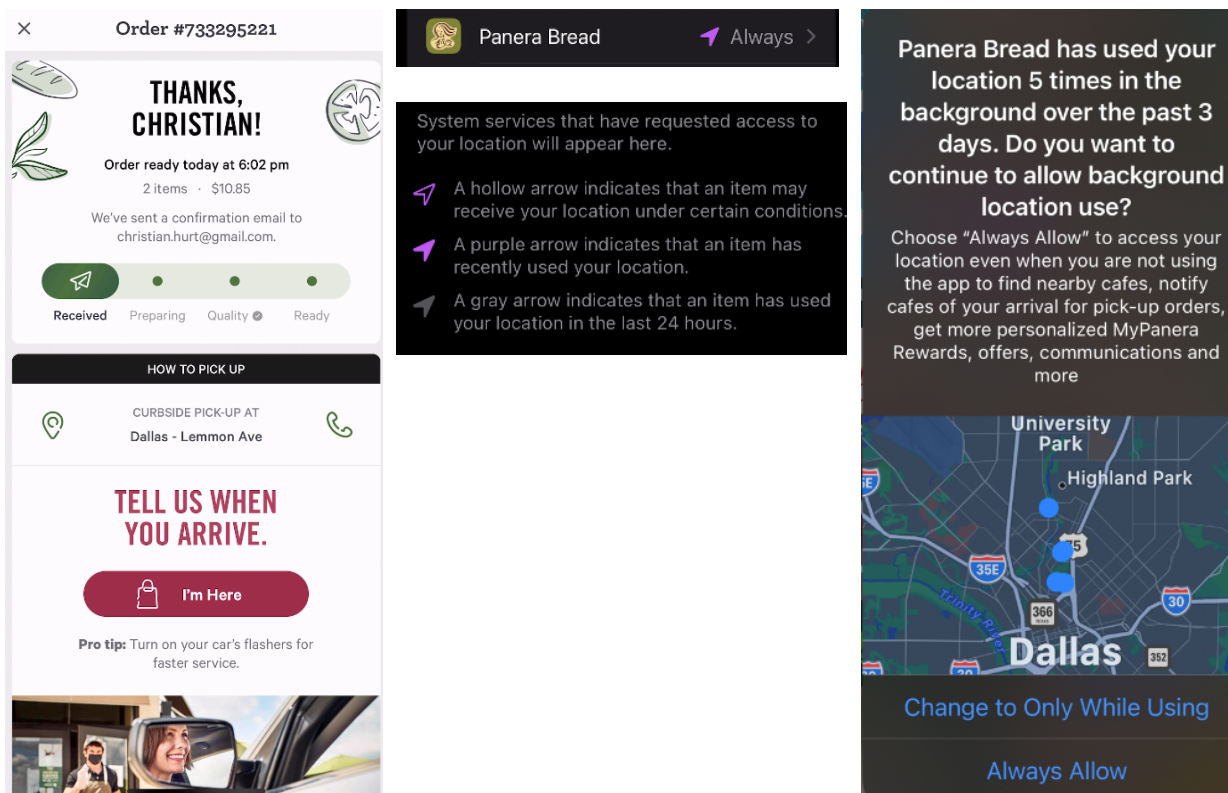 Order #733295221
THANKS,
CHRISTIAN!
Order ready today at 6:02 pm
2 items · $10.85
We've sent a confirmation email to
christian.hurt@gmail.com.
Received Preparing Quality Ready
HOW TO PICK UP
CURBSIDE PICK-UP AT
Dallas - Lemmon Ave
TELL US WHEN
YOU ARRIVE.
I'm Here
Pro tip: Turn on your car's flashers for
faster service.
Panera Bread Always
System services that have requested access to
your location will appear here.
A hollow arrow indicates that an item may
receive your location under certain conditions.
A purple arrow indicates that an item has
recently used your location.
A gray arrow indicates that an item has used
your location in the last 24 hours.
Panera Bread has used your
location 5 times in the
background over the past 3
days. Do you want to
continue to allow background
location use?
Choose “Always Allow” to access your
location even when you are not using
the app to find nearby cafes, notify
cafes of your arrival for pick-up orders,
get more personalized MyPanera
Rewards, offers, communications and
more
University
Park
Highland Park
35E
30
366
Trinity River
Dallas
352
Change to Only While Using
Always Allow